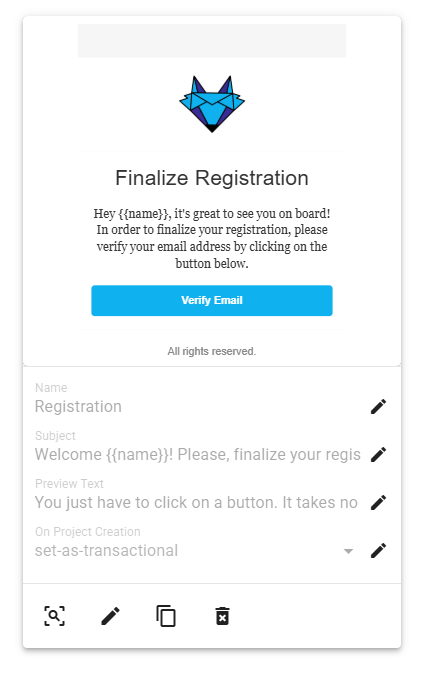 Finalize Registration
Hey {{name}}, it's great to see you on board!
In order to finalize your registration, please
verify your email address by clicking on the
button below.
Verify Email
All rights reserved.
Name
Registration
Subject
Welcome {{name}}! Please, finalize your regis
Preview Text
You just have to click on a button. It takes no
On Project Creation
set-as-transactional